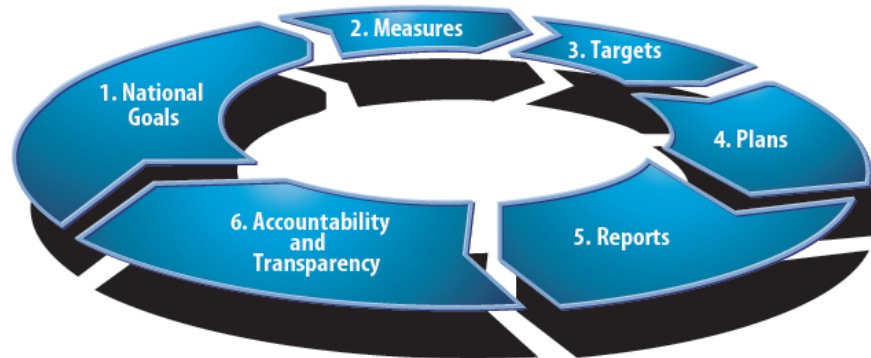 1. National
Goals
2. Measures
3. Targets
4. Plans
5. Reports
6. Accountability
and
Transparency